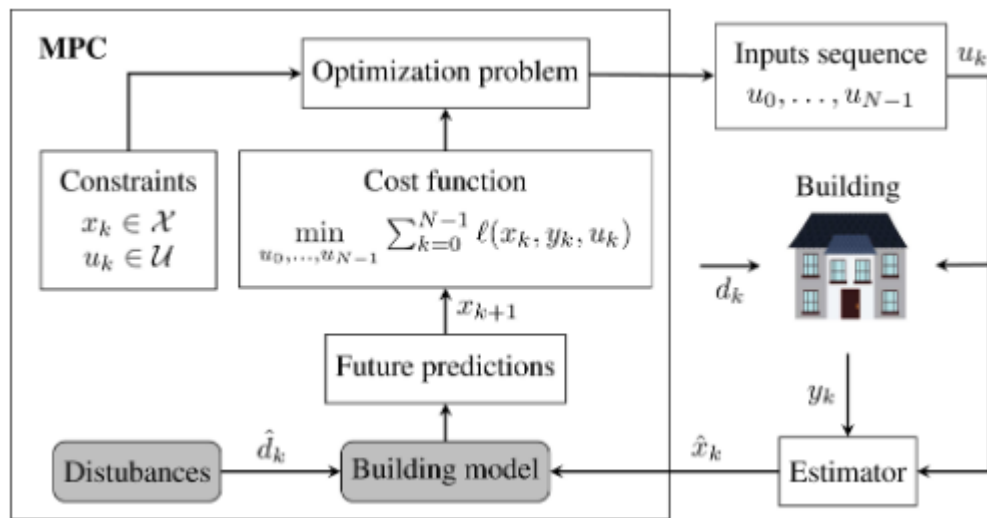 MPC
Optimization problem
Inputs sequence
u_0, . . . , u_{N-1}
u_k
Constraints
x_k ∈ 𝒳
u_k ∈ 𝒰
Cost function
min_{u_0,...,u_{N-1}} ∑_{k=0}^{N-1} ℓ(x_k, y_k, u_k)
Building
d_k
x_{k+1}
Future predictions
y_k
Distubances
d̂_k
Building model
x̂_k
Estimator